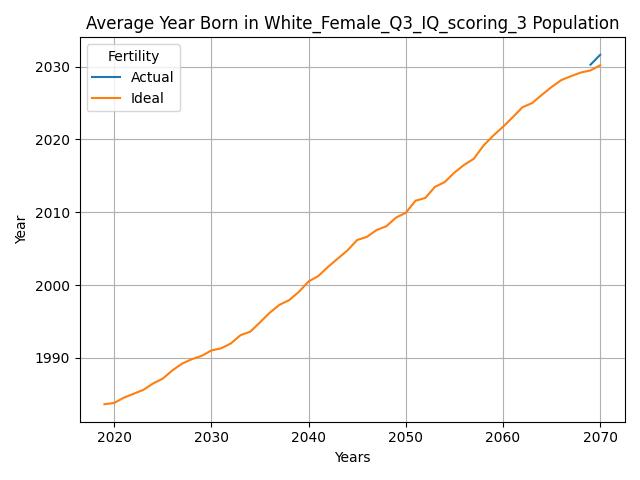 Average Year Born in White_Female_Q3_IQ_scoring_3 Population
Fertility
Actual
Ideal
2030
2020
2010
2000
1990
Year
2020 2030 2040 2050 2060 2070
Years